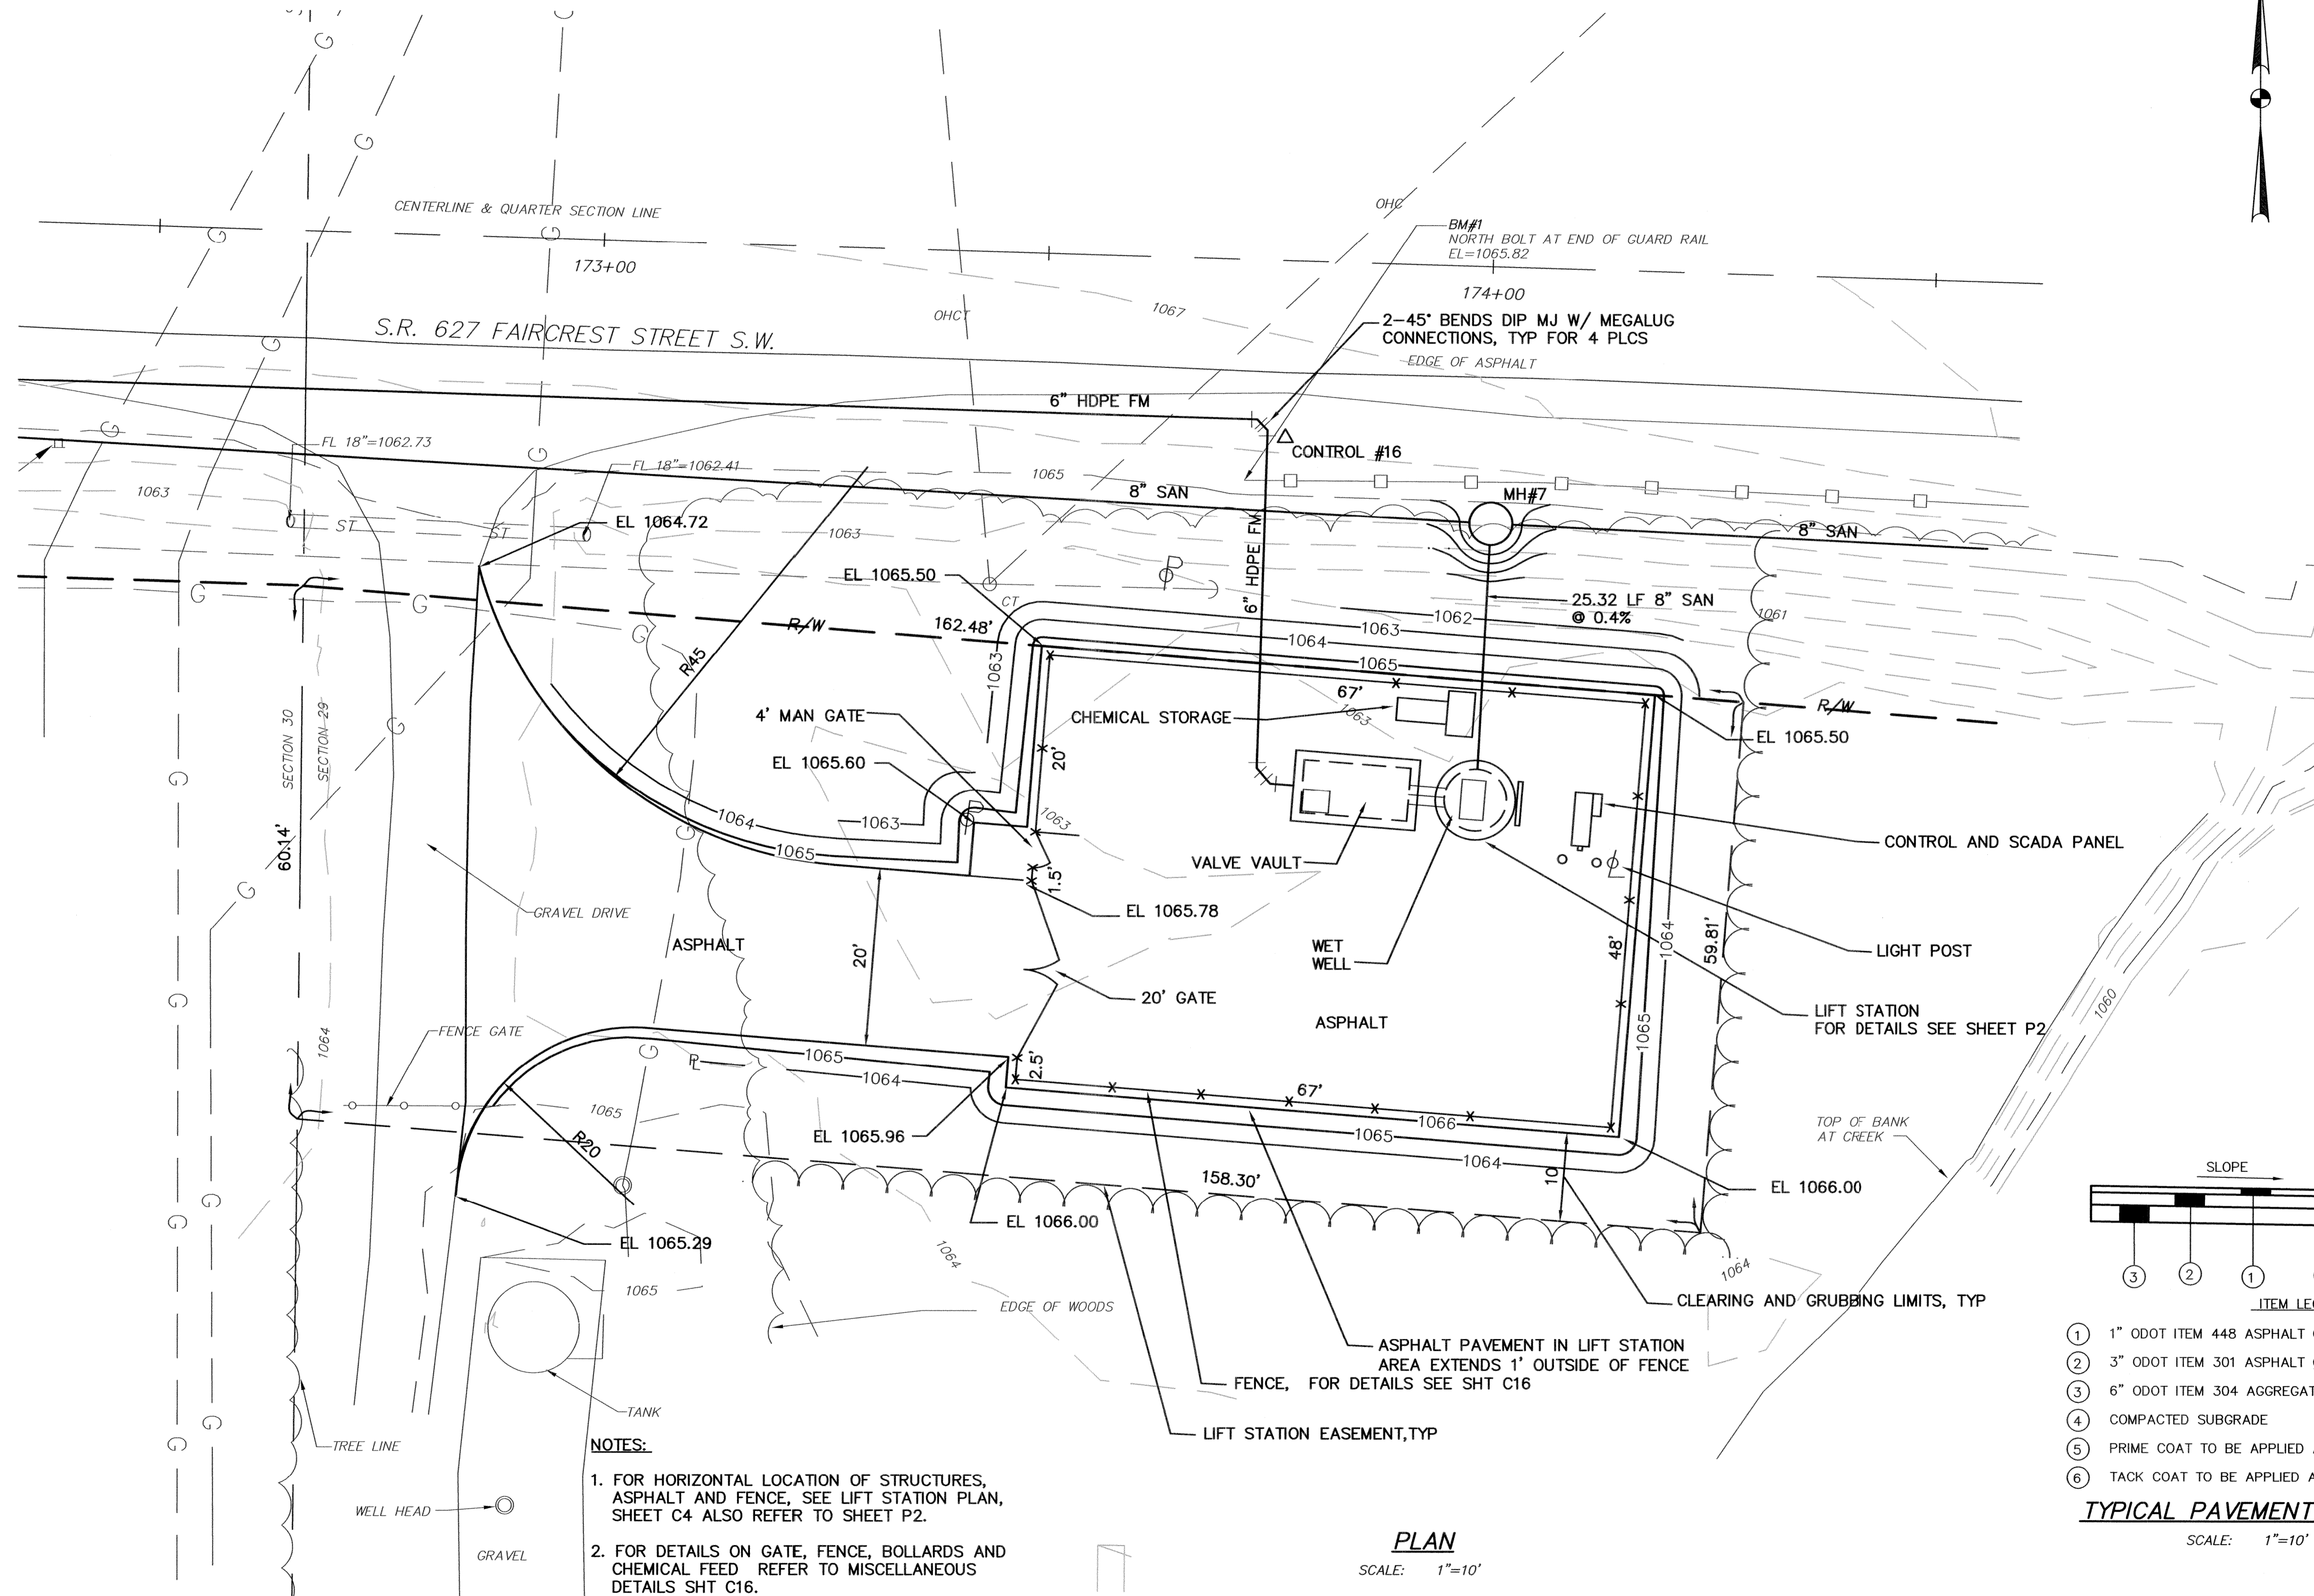 CENTERLINE & QUARTER SECTION LINE
173+00
174+00
OHC
BM#1
NORTH BOLT AT END OF GUARD RAIL
EL=1065.82
1067
OHCT
S.R. 627 FAIRCREST STREET S.W.
2-45° BENDS DIP MJ W/ MEGALUG
CONNECTIONS, TYP FOR 4 PLCS
EDGE OF ASPHALT
6" HDPE FM
CONTROL #16
FL 18"=1062.73
FL 18"=1062.41
1065
8" SAN
MH#7
8" SAN
1063
ST
ST
EL 1064.72
1063
EL 1065.50
CT
6" HDPE FM
25.32 LF 8" SAN
@ 0.4%
1061
1062
1063
1064
1065
R/W
162.48'
R45
1063
67'
1063
R/W
CHEMICAL STORAGE
4' MAN GATE
EL 1065.60
20'
EL 1065.50
SECTION 30
SECTION 29
60.14'
1064
1063
1065
1063
VALVE VAULT
CONTROL AND SCADA PANEL
1.5'
EL 1065.78
GRAVEL DRIVE
ASPHALT
20'
WET
WELL
48'
1064
59.81'
LIGHT POST
20' GATE
ASPHALT
LIFT STATION
FOR DETAILS SEE SHEET P2
1060
FENCE GATE
1064
1065
1064
PL
2.5'
1065
67'
1066
1065
1064
1065
R20
EL 1065.96
TOP OF BANK
AT CREEK
158.30'
10'
EL 1066.00
EL 1066.00
EL 1065.29
1064
1065
1064
SLOPE
3
2
1
EDGE OF WOODS
CLEARING AND GRUBBING LIMITS, TYP
ASPHALT PAVEMENT IN LIFT STATION
AREA EXTENDS 1' OUTSIDE OF FENCE
FENCE, FOR DETAILS SEE SHT C16
LIFT STATION EASEMENT,TYP
TANK
TREE LINE
WELL HEAD
GRAVEL
NOTES:
1. FOR HORIZONTAL LOCATION OF STRUCTURES,
ASPHALT AND FENCE, SEE LIFT STATION PLAN,
SHEET C4 ALSO REFER TO SHEET P2.
2. FOR DETAILS ON GATE, FENCE, BOLLARDS AND
CHEMICAL FEED REFER TO MISCELLANEOUS
DETAILS SHT C16.
PLAN
SCALE: 1"=10'
ITEM
1 1" ODOT ITEM 448 ASPHALT
2 3" ODOT ITEM 301 ASPHALT
3 6" ODOT ITEM 304
4 COMPACTED SUBGRADE
5 PRIME COAT TO BE APPLIED
6 TACK COAT TO BE APPLIED
TYPICAL PAVEMENT
SCALE: 1"=10'